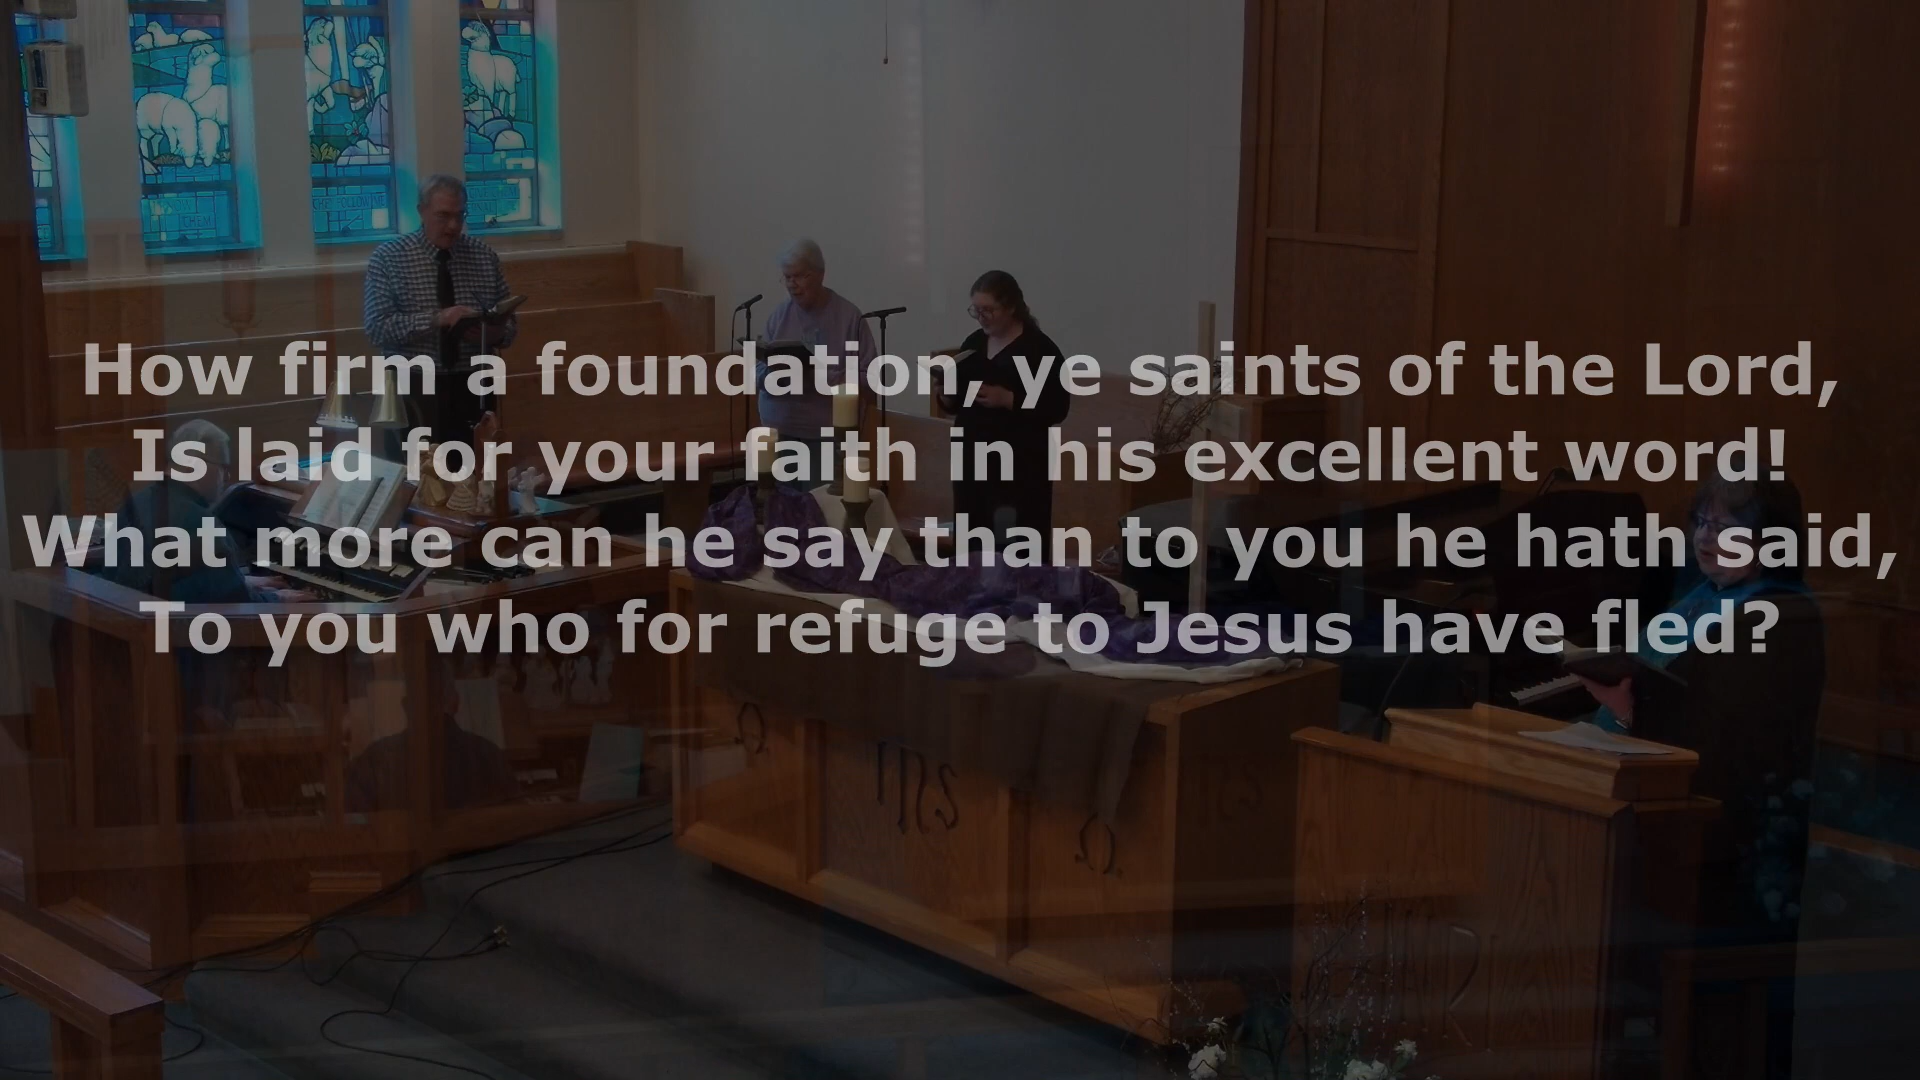 How firm a foundation, ye saints of the Lord,
Is laid for your faith in his excellent word!
What more can he say than to you he hath said,
To you who for refuge to Jesus have fled?
IHS
Ω.